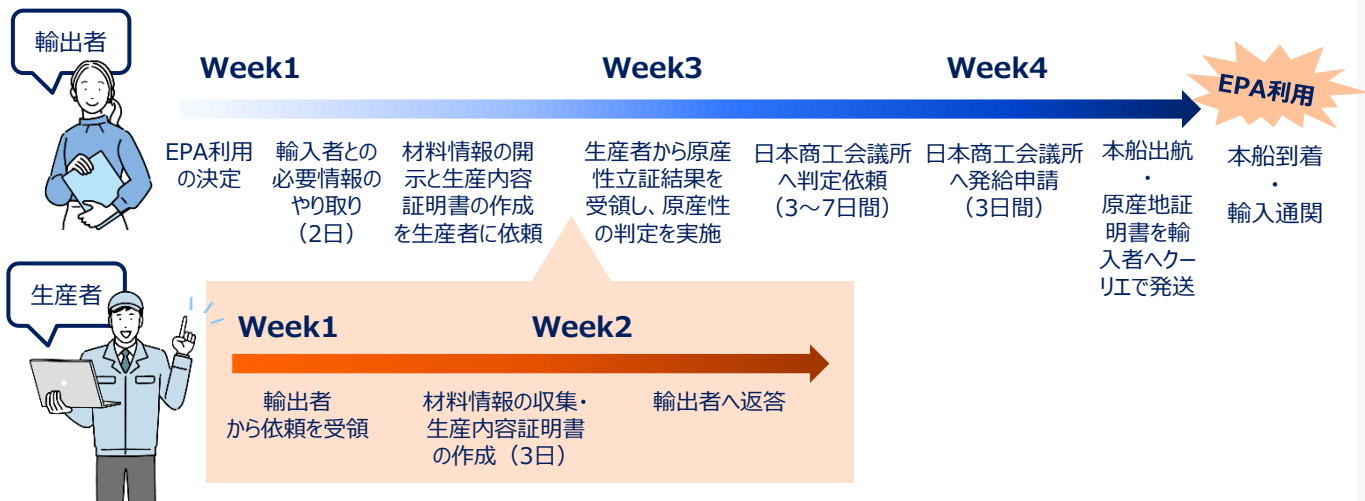 輸出者
Week1
Week3
Week4
EPA利用
EPA利用
の決定
輸入者との
必要情報の
やり取り
（2日）
材料情報の開
示と生産内容
証明書の作成
を生産者に依頼
生産者から原産
性立証結果を
受領し、原産性
の判定を実施
日本商工会議所
へ判定依頼
（3～7日間）
日本商工会議所
へ発給申請
（3日間）
本船出航
・
原産地証
明書を輸
入者へクー
リエで発送
本船到着
・
輸入通関
生産者
Week1
Week2
輸出者
から依頼を受領
材料情報の収集・
生産内容証明書
の作成（3日）
輸出者へ返答